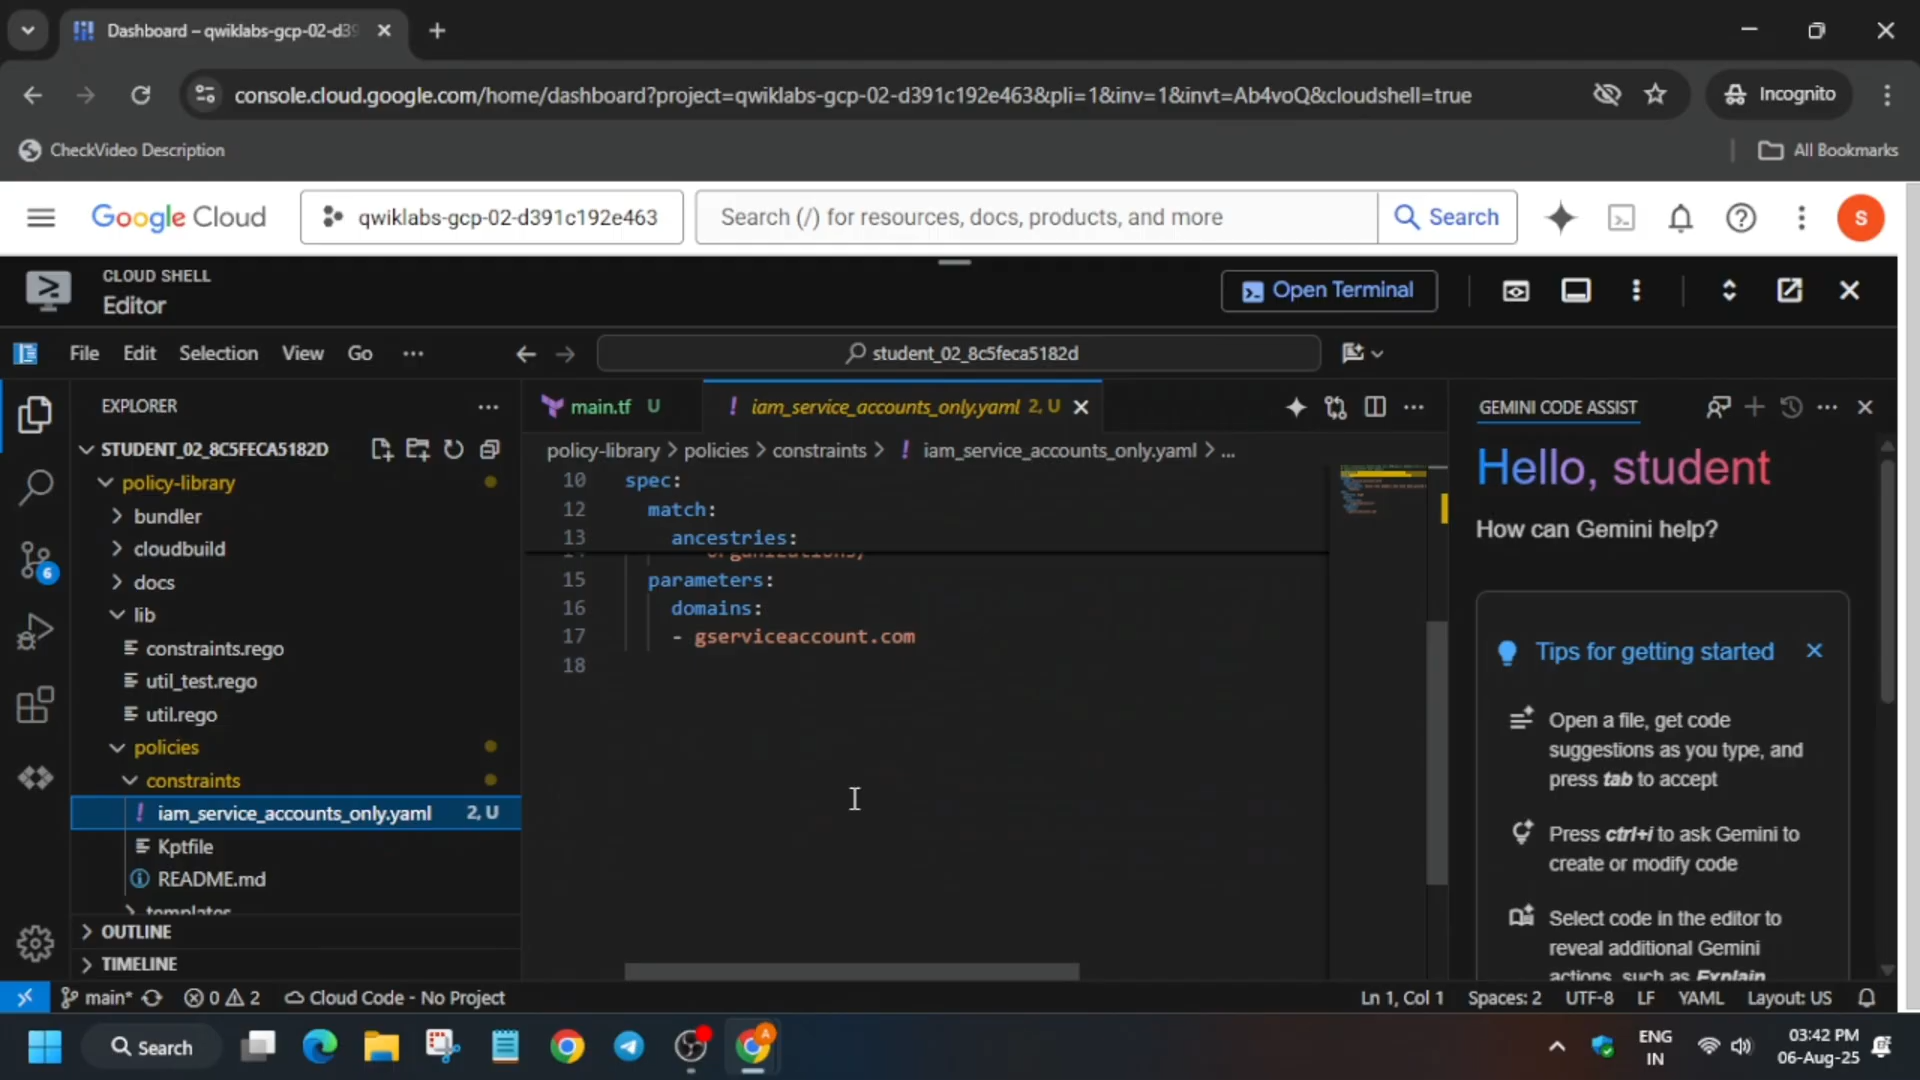 Dashboard – qwiklabs-gcp-02-d39
console.cloud.google.com/home/dashboard?project=qwiklabs-gcp-02-d391c192e463&pli=1&inv=1&invt=Ab4voQ&cloudshell=true
Incognito
CheckVideo Description
All Bookmarks
Google Cloud
qwiklabs-gcp-02-d391c192e463
Search (/) for resources, docs, products, and more
Search
S
CLOUD SHELL
Editor
Open Terminal
File Edit Selection View Go ···
student_02_8c5feca5182d
EXPLORER
main.tf U
iam_service_accounts_only.yaml 2, U
GEMINI CODE ASSIST
STUDENT_02_8C5FECA5182D
policy-library > policies > constraints > ! iam_service_accounts_only.yaml > ...
policy-library
bundler
cloudbuild
docs
lib
constraints.rego
util_test.rego
util.rego
policies
constraints
! iam_service_accounts_only.yaml 2, U
Kptfile
README.md
templates
OUTLINE
TIMELINE
10 spec:
12 match:
13 ancestries:
14 organizations/
15 parameters:
16 domains:
17 - gserviceaccount.com
18
Hello, student
How can Gemini help?
Tips for getting started
Open a file, get code
suggestions as you type, and
press tab to accept
Press ctrl+i to ask Gemini to
create or modify code
Select code in the editor to
reveal additional Gemini
actions, such as Explain
main* 0 2 Cloud Code - No Project
6
Ln 1, Col 1 Spaces: 2 UTF-8 LF YAML Layout: US
Search
A
ENG
IN
03:42 PM
06-Aug-25